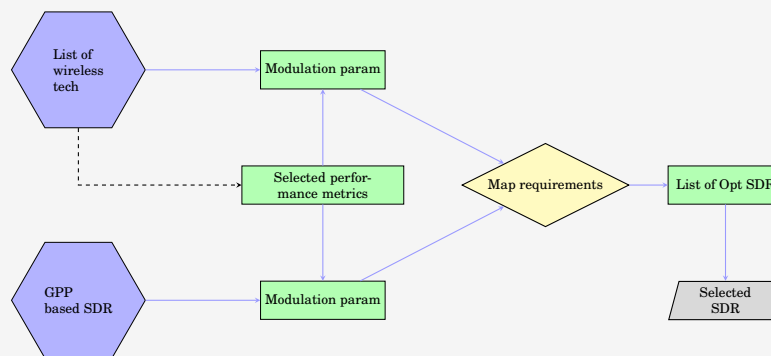 List of
wireless
tech
Modulation param
Selected perfor-
mance metrics
Map requirements
List of Opt SDR
GPP
based SDR
Modulation param
Selected
SDR